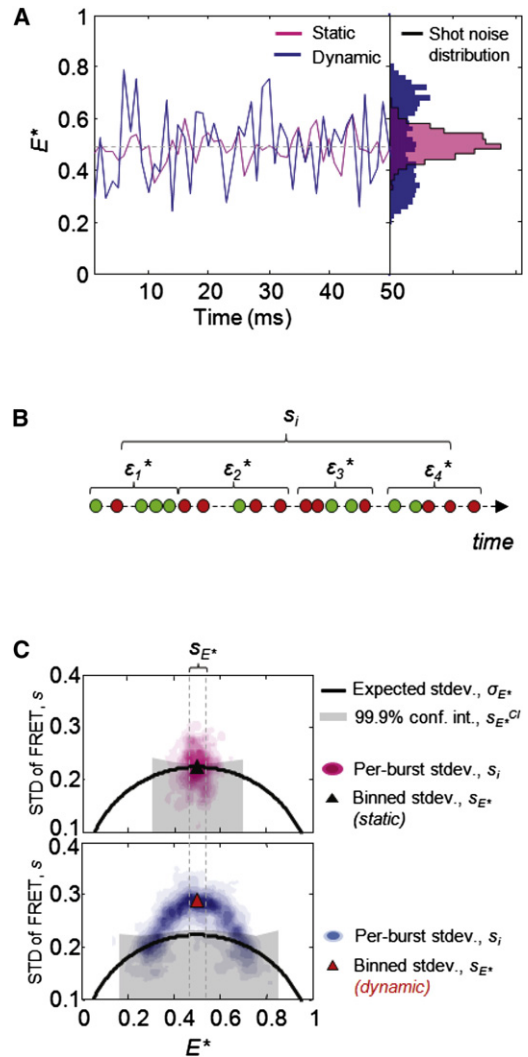 A
Static
Dynamic
Shot noise
distribution
1
0.8
0.6
0.4
0.2
0
E*
10 20 30 40 50
Time (ms)
B
s_i
ε_1* ε_2* ε_3* ε_4*
time
C
s_E*
0.4
0.3
0.2
0.1
STD of FRET, s
Expected stdev., σ_E*
99.9% conf. int., s_E*^CI
Per-burst stdev., s_i
Binned stdev., s_E*
(static)
0.4
0.3
0.2
0.1
STD of FRET, s
0 0.2 0.4 0.6 0.8 1
E*
Per-burst stdev., s_i
Binned stdev., s_E*
(dynamic)